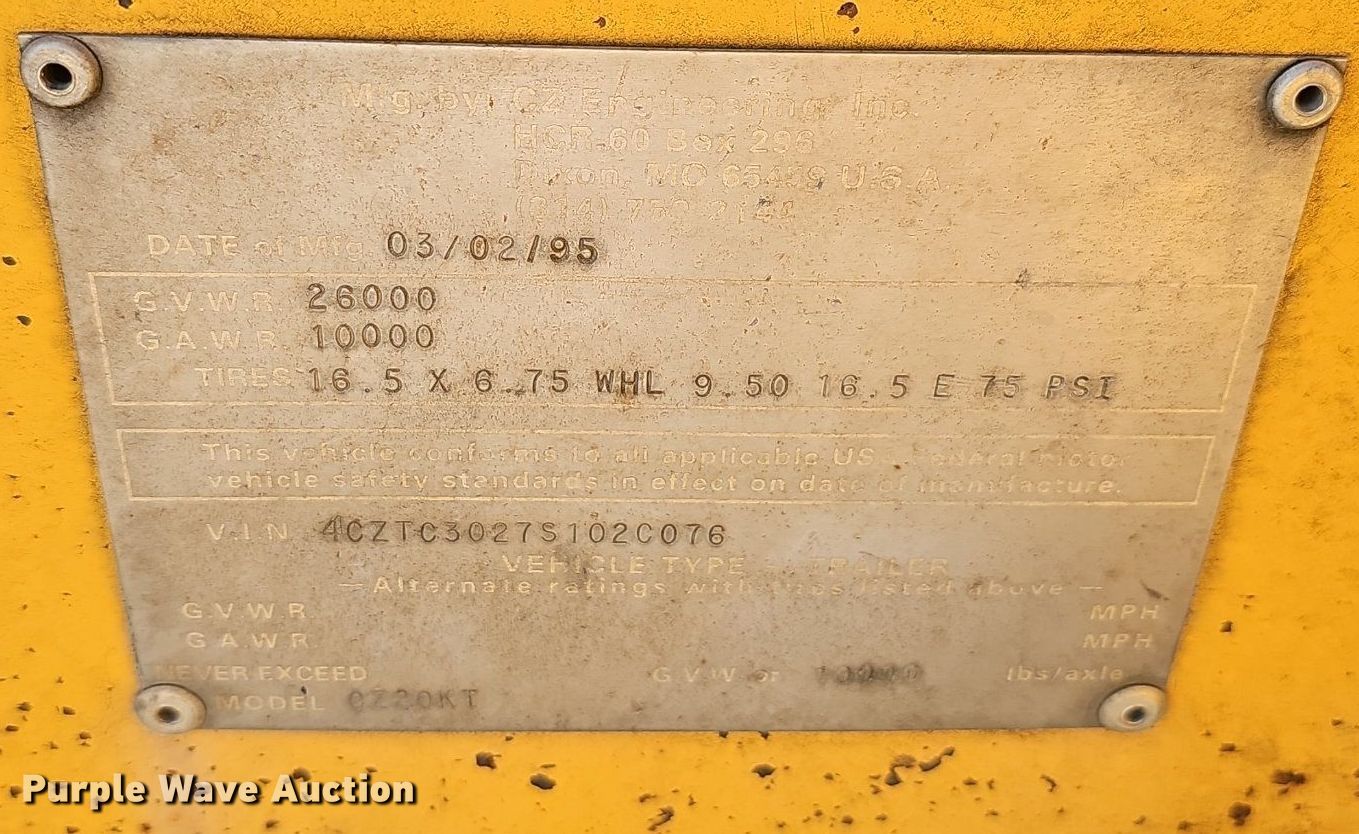 Mfg. by: CZ Engineering, Inc.
HCR 60 Box 296
Dixon, MO 65459 U.S.A.
DATE of Mfg. 03/02/95
G.V.W.R. 26000
G.A.W.R. 10000
TIRES 16.5 X 6.75 WHL 9.50 16.5 E 75 PSI
This vehicle conforms to all applicable US Federal motor
vehicle safety standards in effect on date of manufacture.
V.I.N. 4CZTC3027S102C076
VEHICLE TYPE - TRAILER
—Alternate ratings with tires listed above—
G.V.W.R. MPH
G.A.W.R. MPH
NEVER EXCEED G.V.W. or 10000 lbs/axle
MODEL CZ20KT
Purple Wave Auction